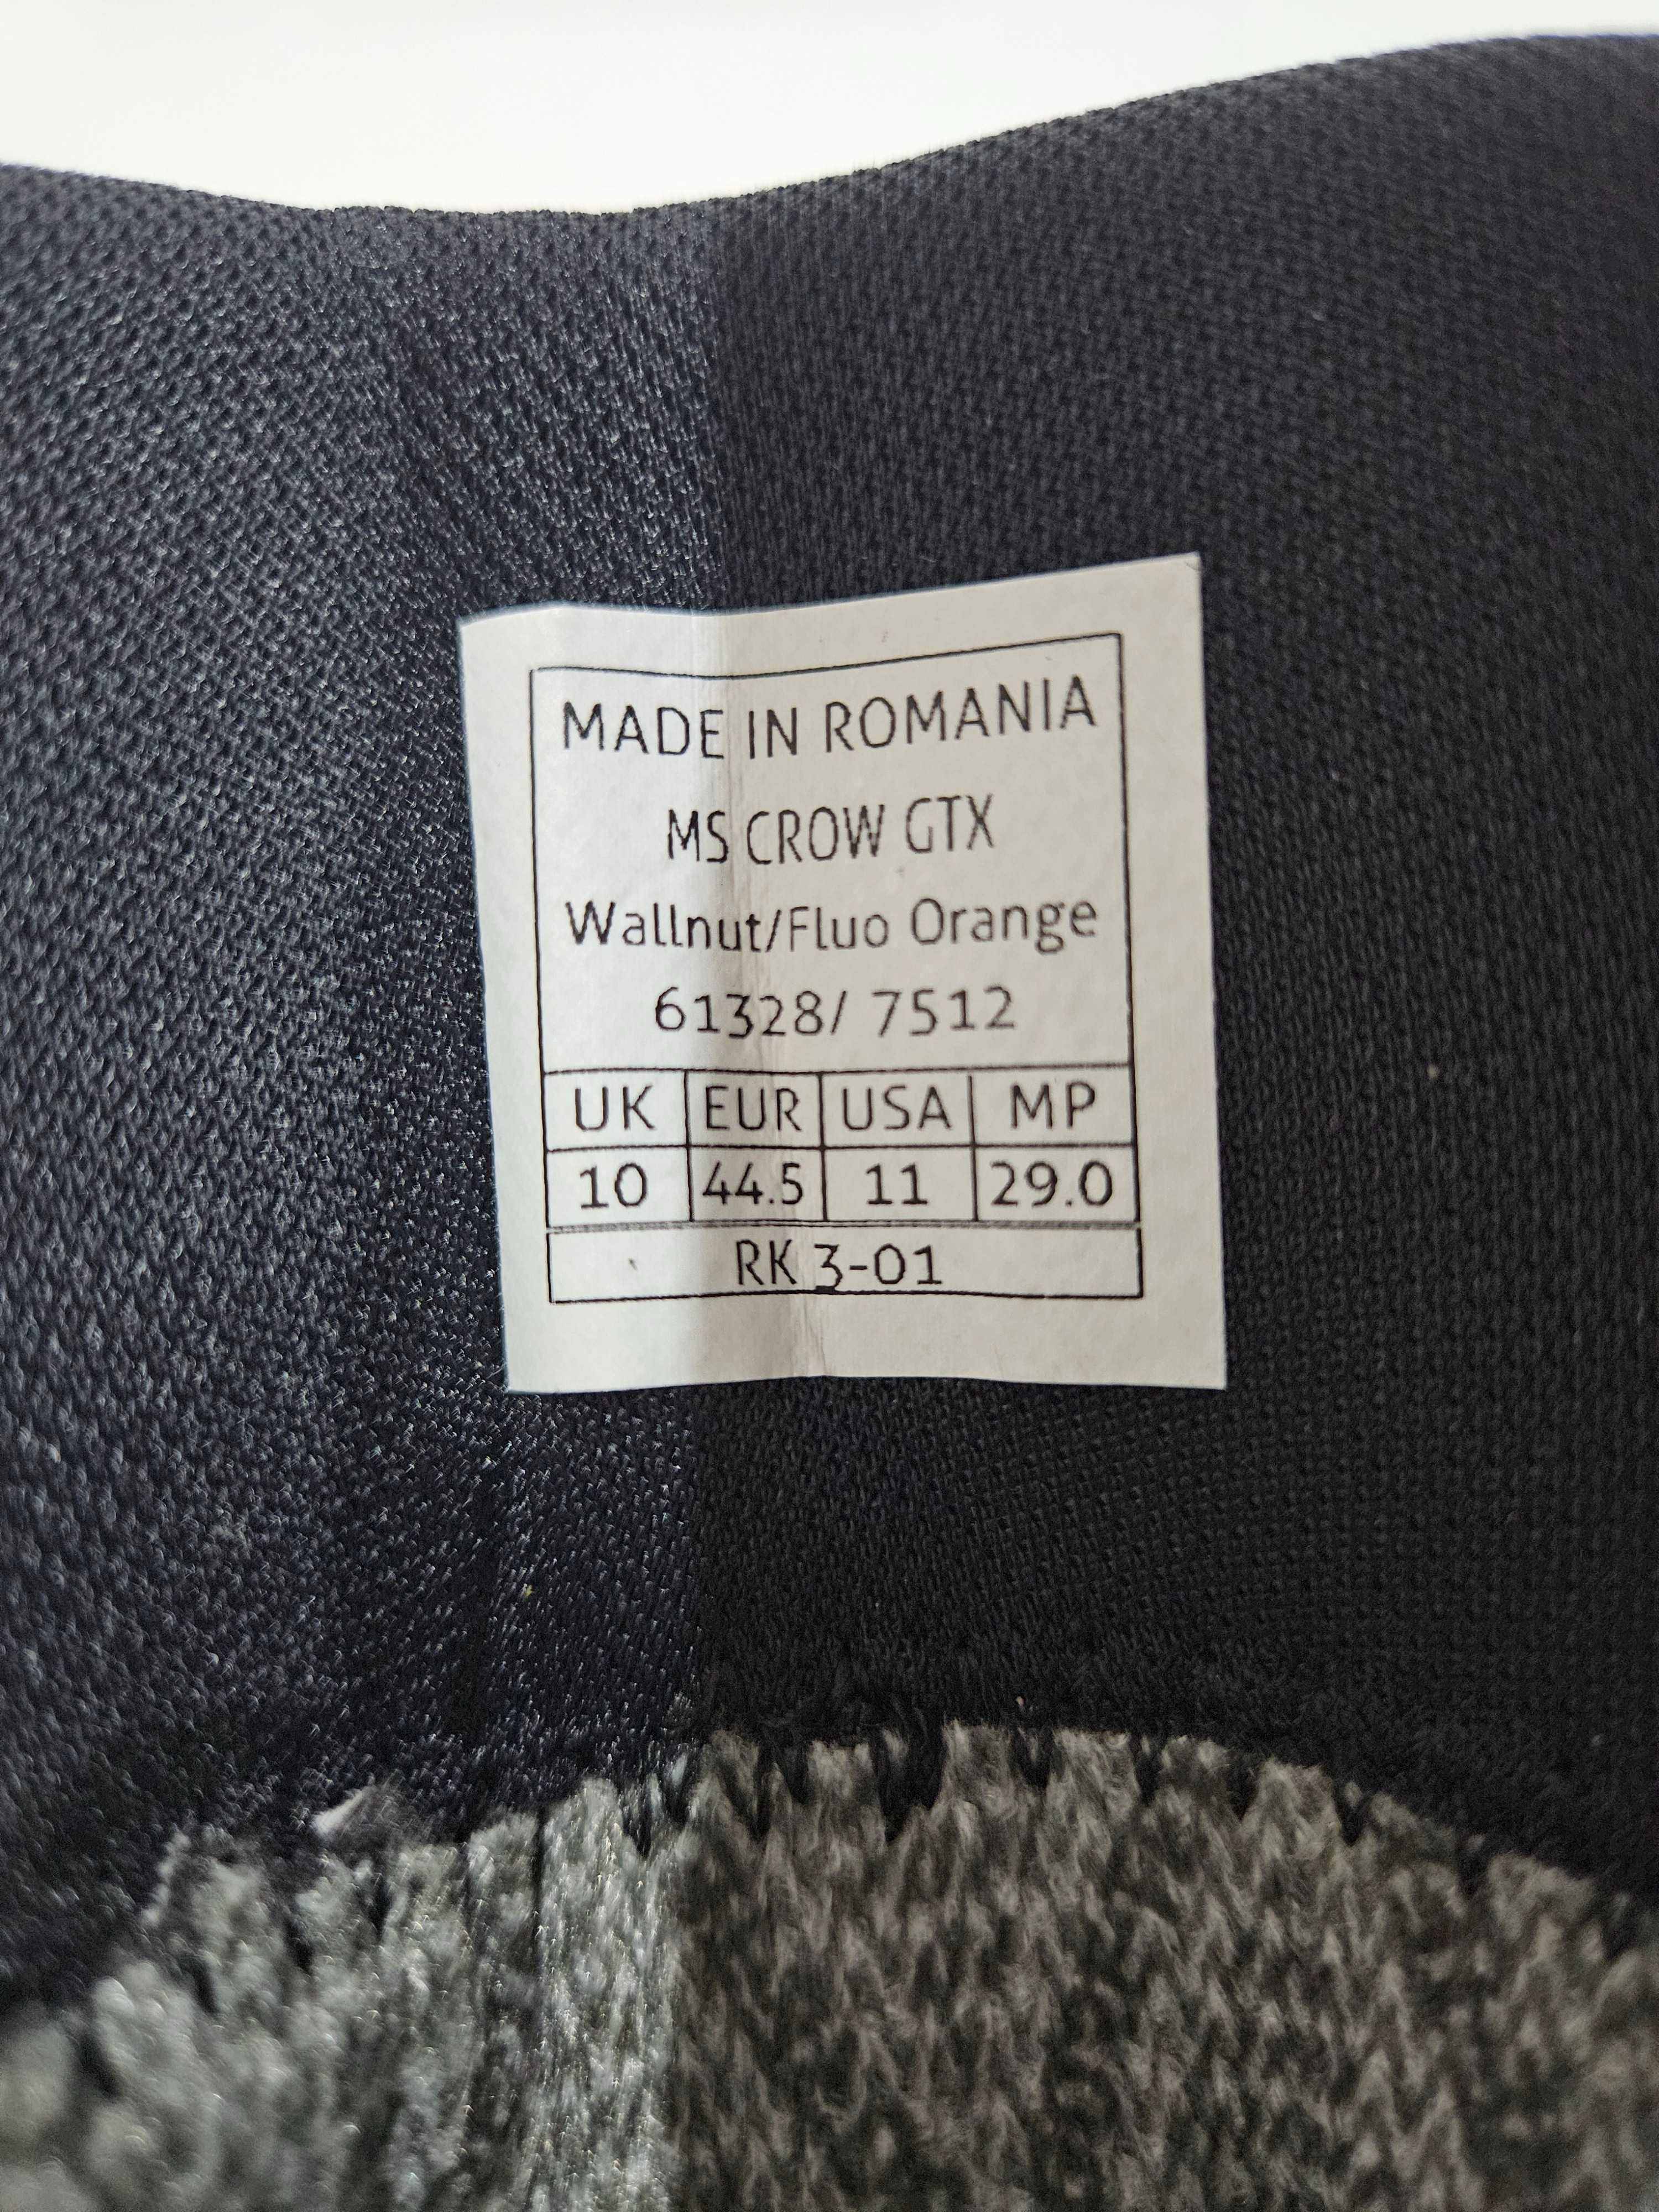 MADE IN ROMANIA
MS CROW GTX
Wallnut/Fluo Orange
61328/ 7512
UK EUR USA MP
10 44.5 11 29.0
RK 3-01